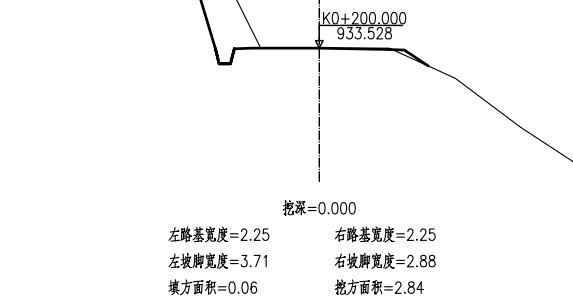 K0+200.000
933.528
挖深=0.000
左路基宽度=2.25 右路基宽度=2.25
左坡脚宽度=3.71 右坡脚宽度=2.88
填方面积=0.06 挖方面积=2.84